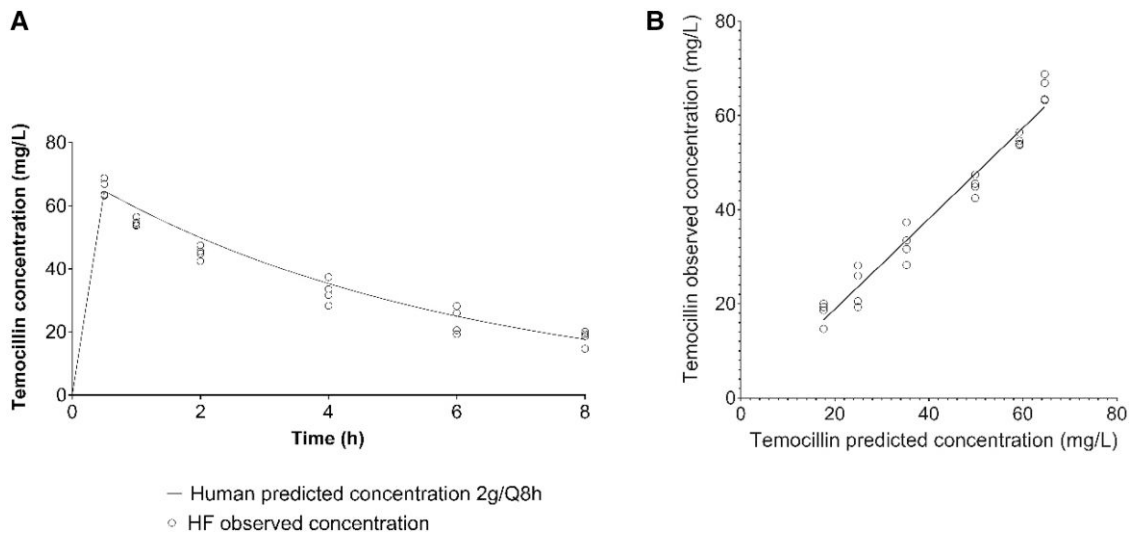 A
Temocillin concentration (mg/L)
80
60
40
20
0
0 2 4 6 8
Time (h)
— Human predicted concentration 2g/Q8h
○ HF observed concentration
B
Temocillin observed concentration (mg/L)
80
60
40
20
0
0 20 40 60 80
Temocillin predicted concentration (mg/L)